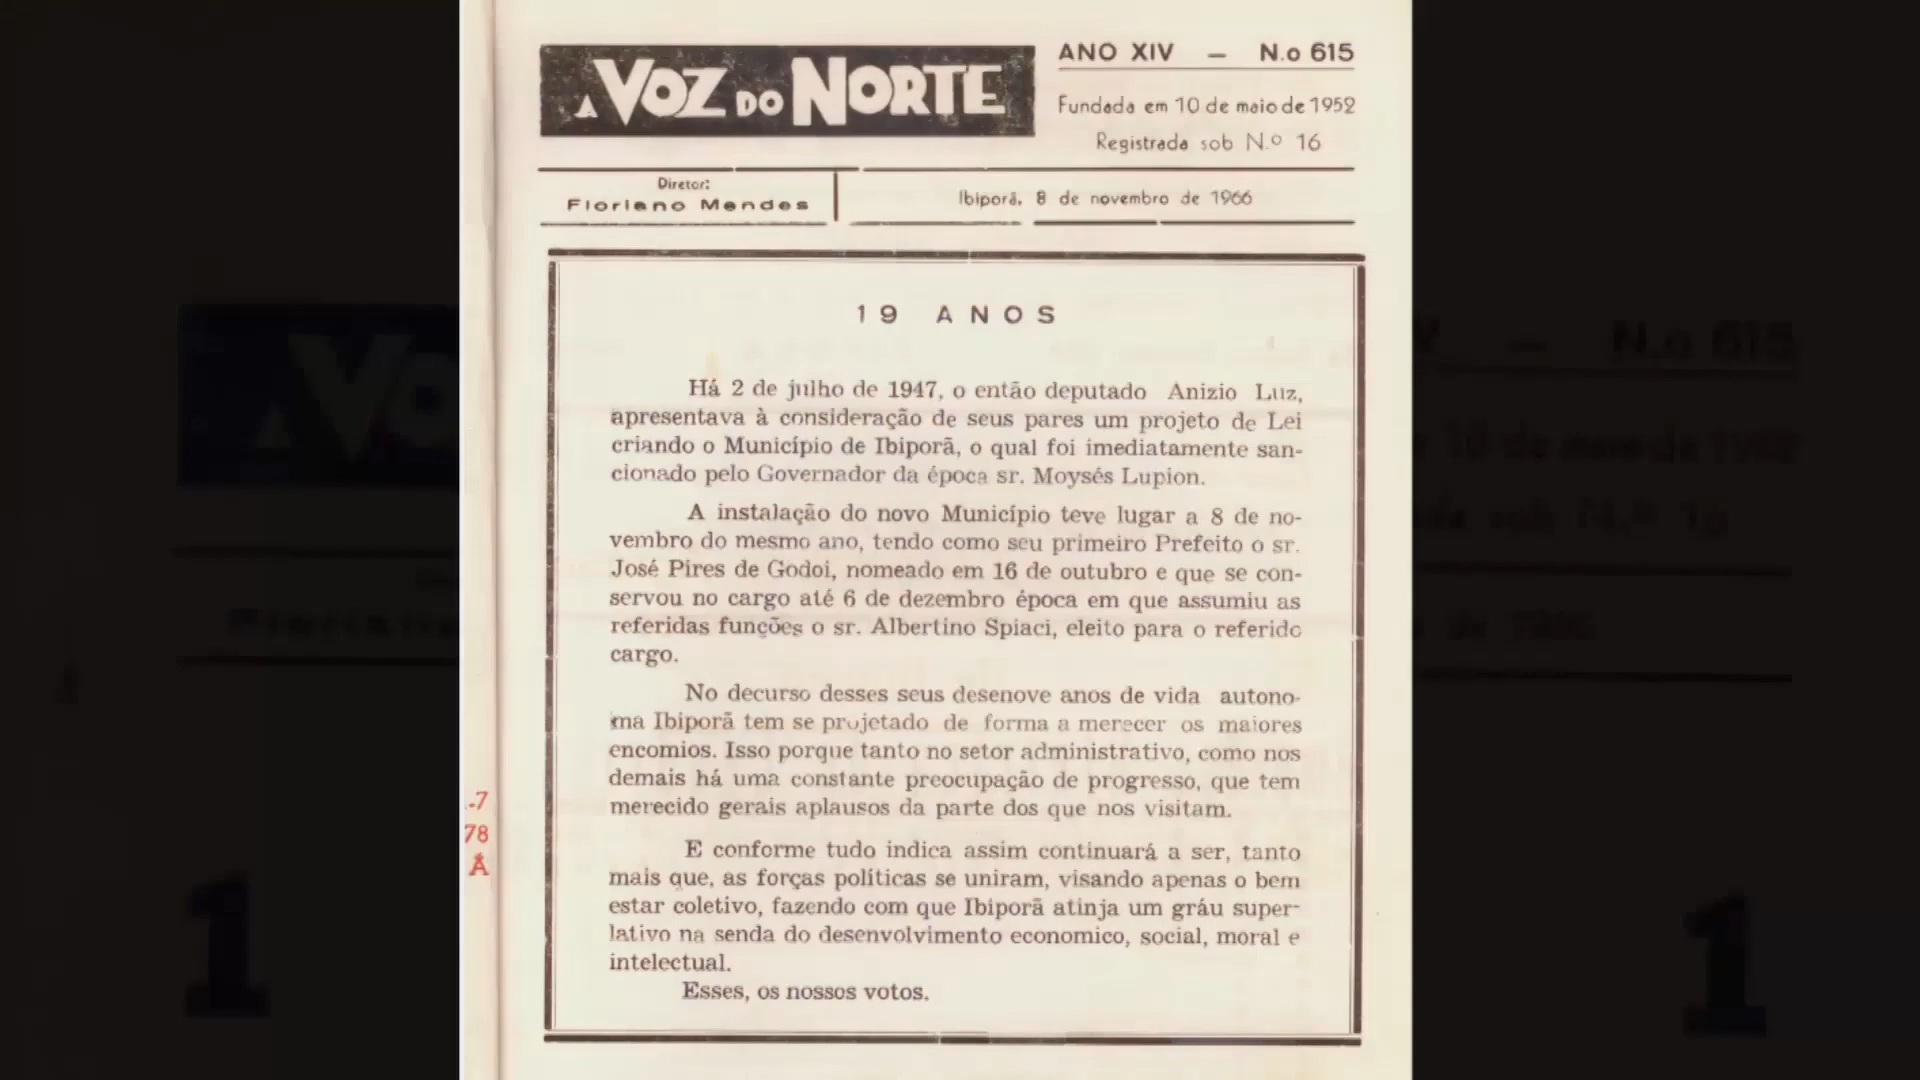 A VOZ DO NORTE
ANO XIV — N.o 615
Fundada em 10 de maio de 1952
Registrada sob N.º 16
Diretor:
Floriano Mendes
Ibiporã, 8 de novembro de 1966
19 ANOS
Há 2 de julho de 1947, o então deputado Anizio Luz,
apresentava à consideração de seus pares um projeto de Lei
criando o Município de Ibiporã, o qual foi imediatamente san-
cionado pelo Governador da época sr. Moysés Lupion.
A instalação do novo Município teve lugar a 8 de no-
vembro do mesmo ano, tendo como seu primeiro Prefeito o sr.
José Pires de Godoi, nomeado em 16 de outubro e que se con-
servou no cargo até 6 de dezembro época em que assumiu as
referidas funções o sr. Albertino Spiaci, eleito para o referido
cargo.
No decurso desses seus desenove anos de vida autono-
ma Ibiporã tem se projetado de forma a merecer os maiores
encomios. Isso porque tanto no setor administrativo, como nos
demais há uma constante preocupação de progresso, que tem
merecido gerais aplausos da parte dos que nos visitam.
E conforme tudo indica assim continuará a ser, tanto
mais que, as forças políticas se uniram, visando apenas o bem
estar coletivo, fazendo com que Ibiporã atinja um gráu super-
lativo na senda do desenvolvimento economico, social, moral e
intelectual.
Esses, os nossos votos.
-7
78
Á